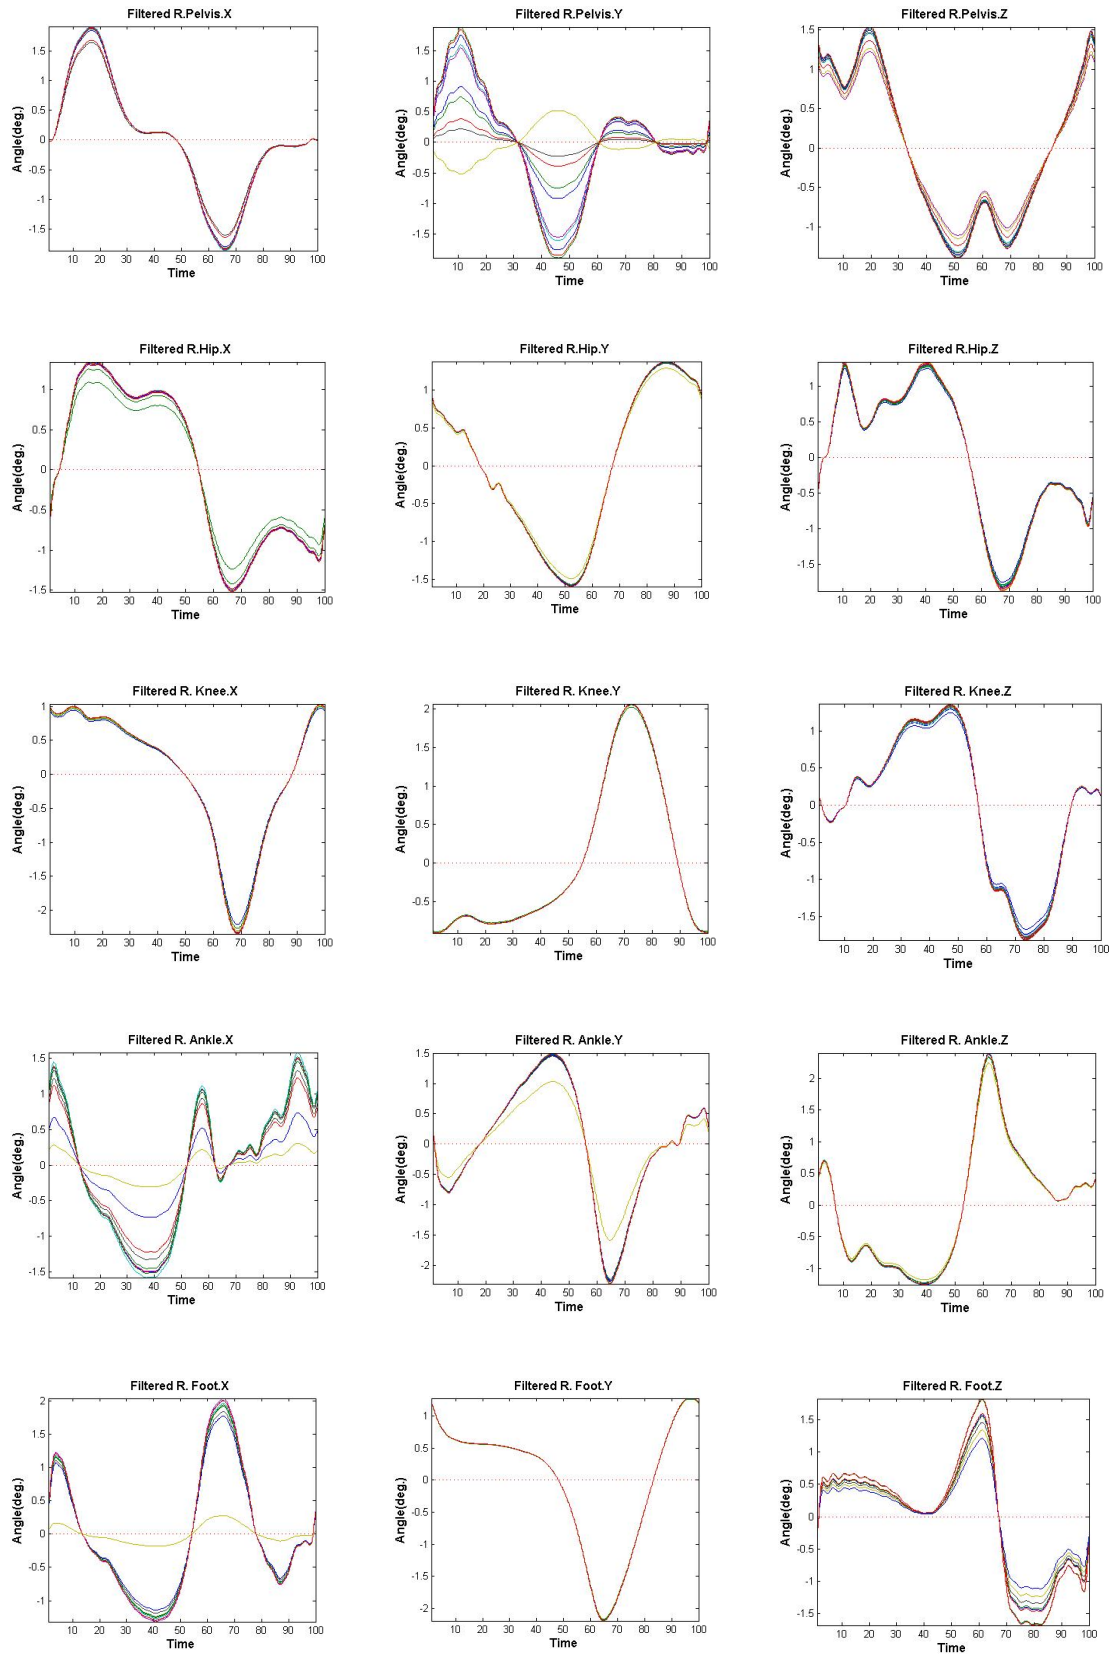 Filtered R.Pelvis.X
Angle(deg.)
1.5
1
0.5
0
-0.5
-1
-1.5
10 20 30 40 50 60 70 80 90 100
Time
Filtered R.Pelvis.Y
Angle(deg.)
1.5
1
0.5
0
-0.5
-1
-1.5
10 20 30 40 50 60 70 80 90 100
Time
Filtered R.Pelvis.Z
Angle(deg.)
1.5
1
0.5
0
-0.5
-1
10 20 30 40 50 60 70 80 90 100
Time
Filtered R.Hip.X
Angle(deg.)
1
0.5
0
-0.5
-1
-1.5
10 20 30 40 50 60 70 80 90 100
Time
Filtered R.Hip.Y
Angle(deg.)
1
0.5
0
-0.5
-1
-1.5
10 20 30 40 50 60 70 80 90 100
Time
Filtered R.Hip.Z
Angle(deg.)
1
0.5
0
-0.5
-1
-1.5
10 20 30 40 50 60 70 80 90 100
Time
Filtered R. Knee.X
Angle(deg.)
1
0.5
0
-0.5
-1
-1.5
-2
10 20 30 40 50 60 70 80 90 100
Time
Filtered R. Knee.Y
Angle(deg.)
2
1.5
1
0.5
0
-0.5
10 20 30 40 50 60 70 80 90 100
Time
Filtered R. Knee.Z
Angle(deg.)
1
0.5
0
-0.5
-1
-1.5
10 20 30 40 50 60 70 80 90 100
Time
Filtered R. Ankle.X
Angle(deg.)
1.5
1
0.5
0
-0.5
-1
-1.5
10 20 30 40 50 60 70 80 90 100
Time
Filtered R. Ankle.Y
Angle(deg.)
1.5
1
0.5
0
-0.5
-1
-1.5
-2
10 20 30 40 50 60 70 80 90 100
Time
Filtered R. Ankle.Z
Angle(deg.)
2
1.5
1
0.5
0
-0.5
-1
10 20 30 40 50 60 70 80 90 100
Time
Filtered R. Foot.X
Angle(deg.)
2
1.5
1
0.5
0
-0.5
-1
10 20 30 40 50 60 70 80 90 100
Time
Filtered R. Foot.Y
Angle(deg.)
1
0.5
0
-0.5
-1
-1.5
-2
10 20 30 40 50 60 70 80 90 100
Time
Filtered R. Foot.Z
Angle(deg.)
1.5
1
0.5
0
-0.5
-1
-1.5
10 20 30 40 50 60 70 80 90 100
Time